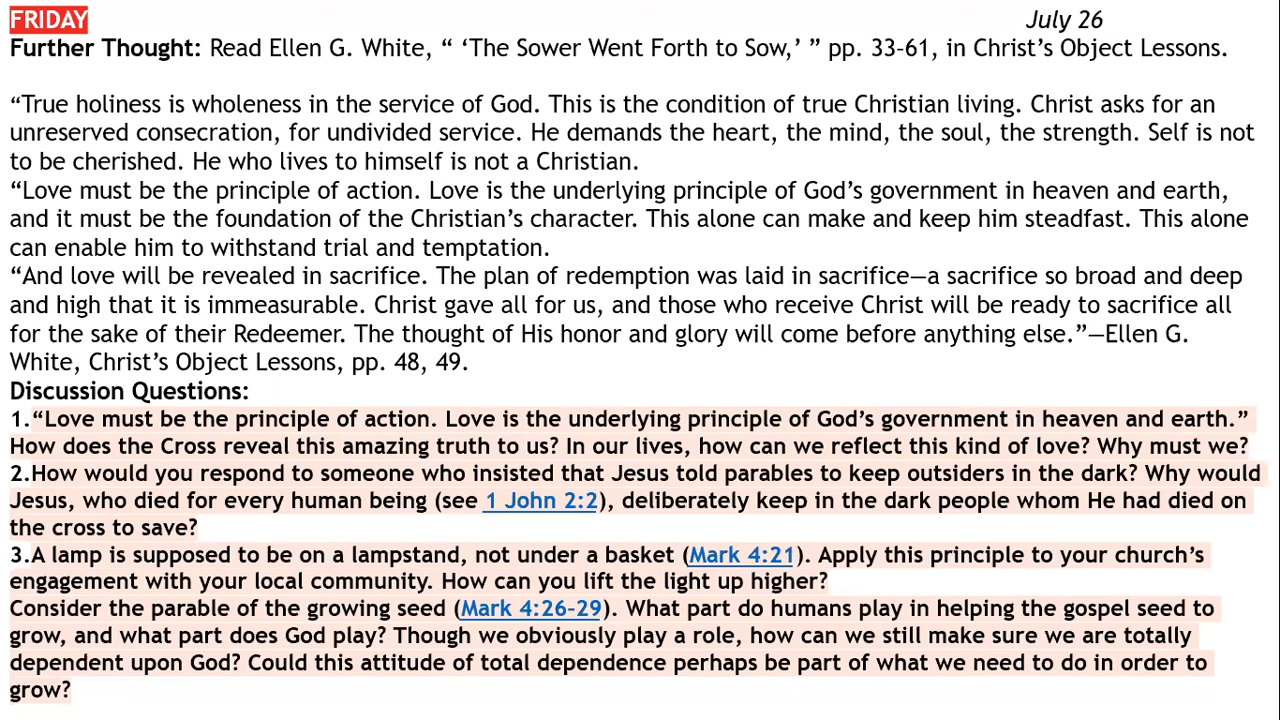 FRIDAY July 26
Further Thought: Read Ellen G. White, “ ‘The Sower Went Forth to Sow,’ ” pp. 33-61, in Christ’s Object Lessons.
“True holiness is wholeness in the service of God. This is the condition of true Christian living. Christ asks for an
unreserved consecration, for undivided service. He demands the heart, the mind, the soul, the strength. Self is not
to be cherished. He who lives to himself is not a Christian.
“Love must be the principle of action. Love is the underlying principle of God’s government in heaven and earth,
and it must be the foundation of the Christian’s character. This alone can make and keep him steadfast. This alone
can enable him to withstand trial and temptation.
“And love will be revealed in sacrifice. The plan of redemption was laid in sacrifice—a sacrifice so broad and deep
and high that it is immeasurable. Christ gave all for us, and those who receive Christ will be ready to sacrifice all
for the sake of their Redeemer. The thought of His honor and glory will come before anything else.”—Ellen G.
White, Christ’s Object Lessons, pp. 48, 49.
Discussion Questions:
1.“Love must be the principle of action. Love is the underlying principle of God’s government in heaven and earth.”
How does the Cross reveal this amazing truth to us? In our lives, how can we reflect this kind of love? Why must we?
2.How would you respond to someone who insisted that Jesus told parables to keep outsiders in the dark? Why would
Jesus, who died for every human being (see 1 John 2:2), deliberately keep in the dark people whom He had died on
the cross to save?
3.A lamp is supposed to be on a lampstand, not under a basket (Mark 4:21). Apply this principle to your church’s
engagement with your local community. How can you lift the light up higher?
Consider the parable of the growing seed (Mark 4:26-29). What part do humans play in helping the gospel seed to
grow, and what part does God play? Though we obviously play a role, how can we still make sure we are totally
dependent upon God? Could this attitude of total dependence perhaps be part of what we need to do in order to
grow?